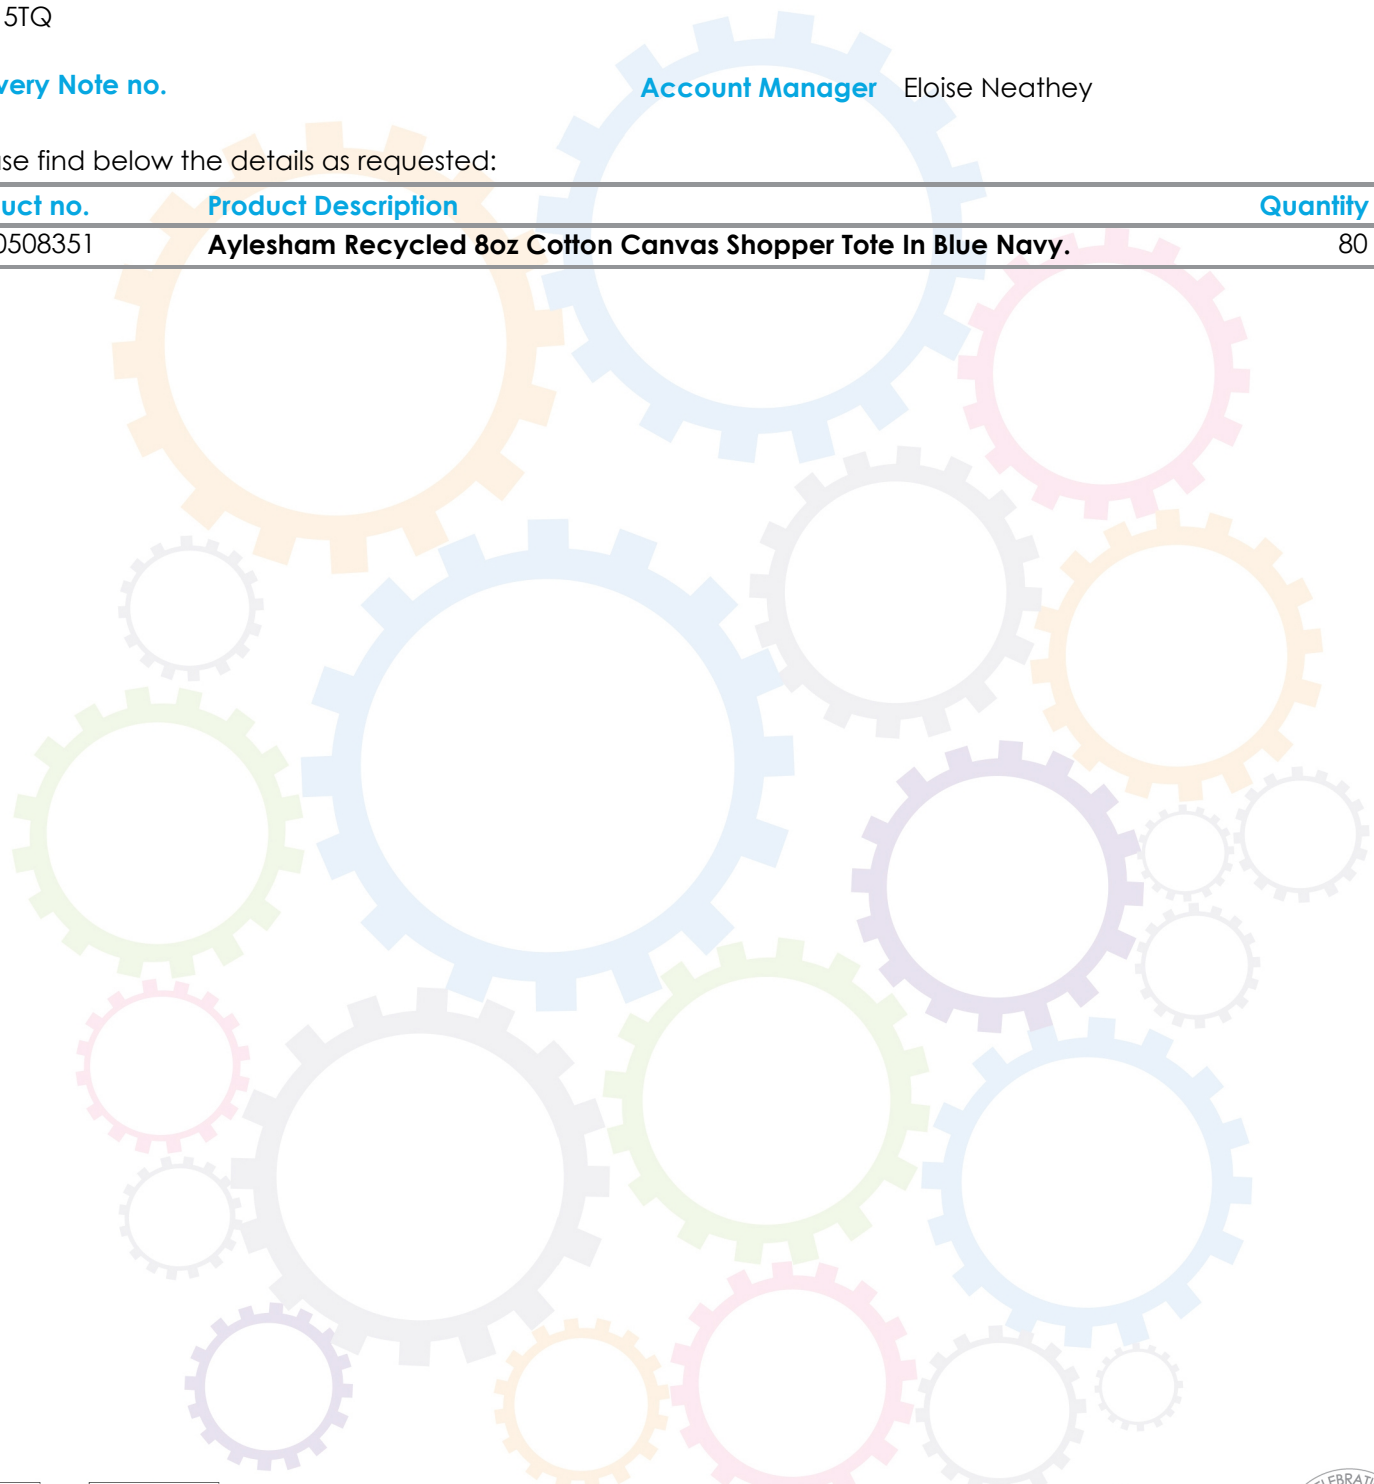 5TQ
very Note no.
Account Manager Eloise Neathey
se find below the details as requested:
uct no. Product Description Quantity
0508351 Aylesham Recycled 8oz Cotton Canvas Shopper Tote In Blue Navy. 80